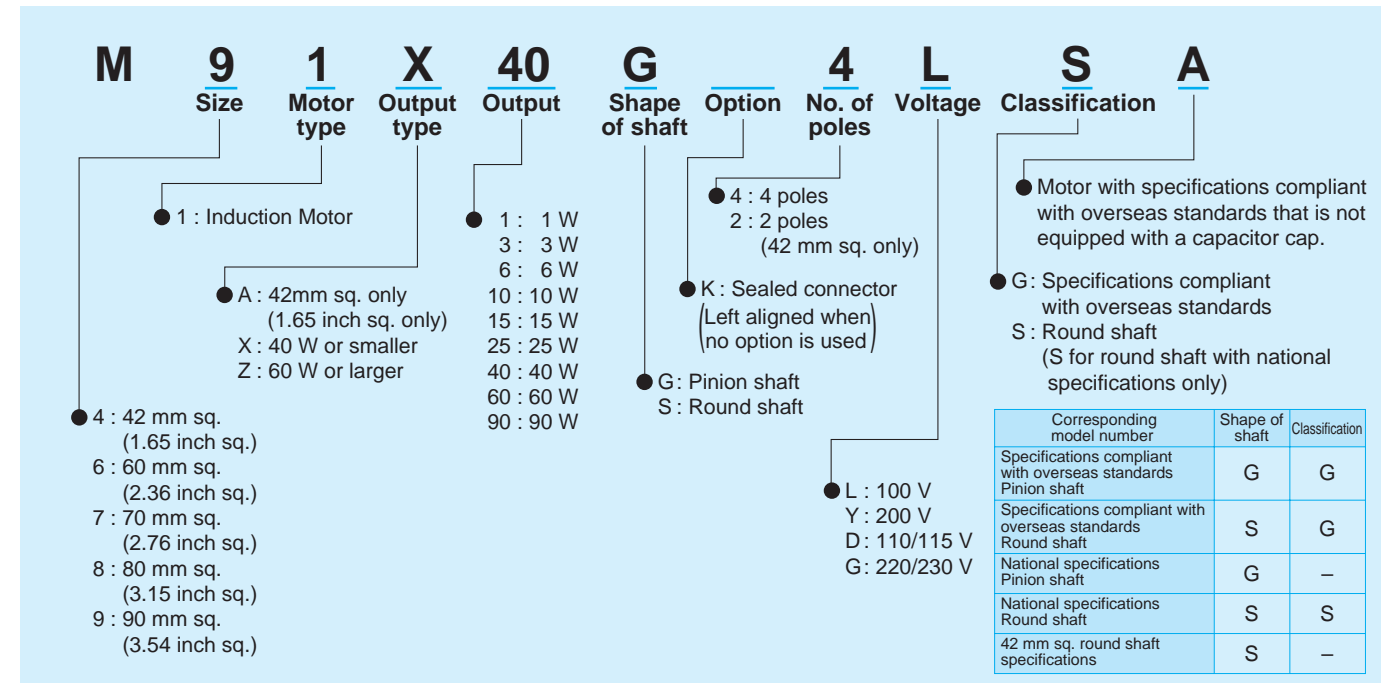 M 9 1 X 40 G 4 L S A
Size Motor type Output type Output Shape of shaft Option No. of poles Voltage Classification
1 : Induction Motor
A : 42mm sq. only
(1.65 inch sq. only)
X : 40 W or smaller
Z : 60 W or larger
4 : 42 mm sq.
(1.65 inch sq.)
6 : 60 mm sq.
(2.36 inch sq.)
7 : 70 mm sq.
(2.76 inch sq.)
8 : 80 mm sq.
(3.15 inch sq.)
9 : 90 mm sq.
(3.54 inch sq.)
1 : 1 W
3 : 3 W
6 : 6 W
10 : 10 W
15 : 15 W
25 : 25 W
40 : 40 W
60 : 60 W
90 : 90 W
G : Pinion shaft
S : Round shaft
K : Sealed connector
(Left aligned when
no option is used)
4 : 4 poles
2 : 2 poles
(42 mm sq. only)
L : 100 V
Y : 200 V
D : 110/115 V
G : 220/230 V
Motor with specifications compliant
with overseas standards that is not
equipped with a capacitor cap.
G : Specifications compliant
with overseas standards
S : Round shaft
(S for round shaft with national
specifications only)
Corresponding
model number
Shape of
shaft
Classification
Specifications compliant
with overseas standards
Pinion shaft
G G
Specifications compliant with
overseas standards
Round shaft
S G
National specifications
Pinion shaft
G –
National specifications
Round shaft
S S
42 mm sq. round shaft
specifications
S –